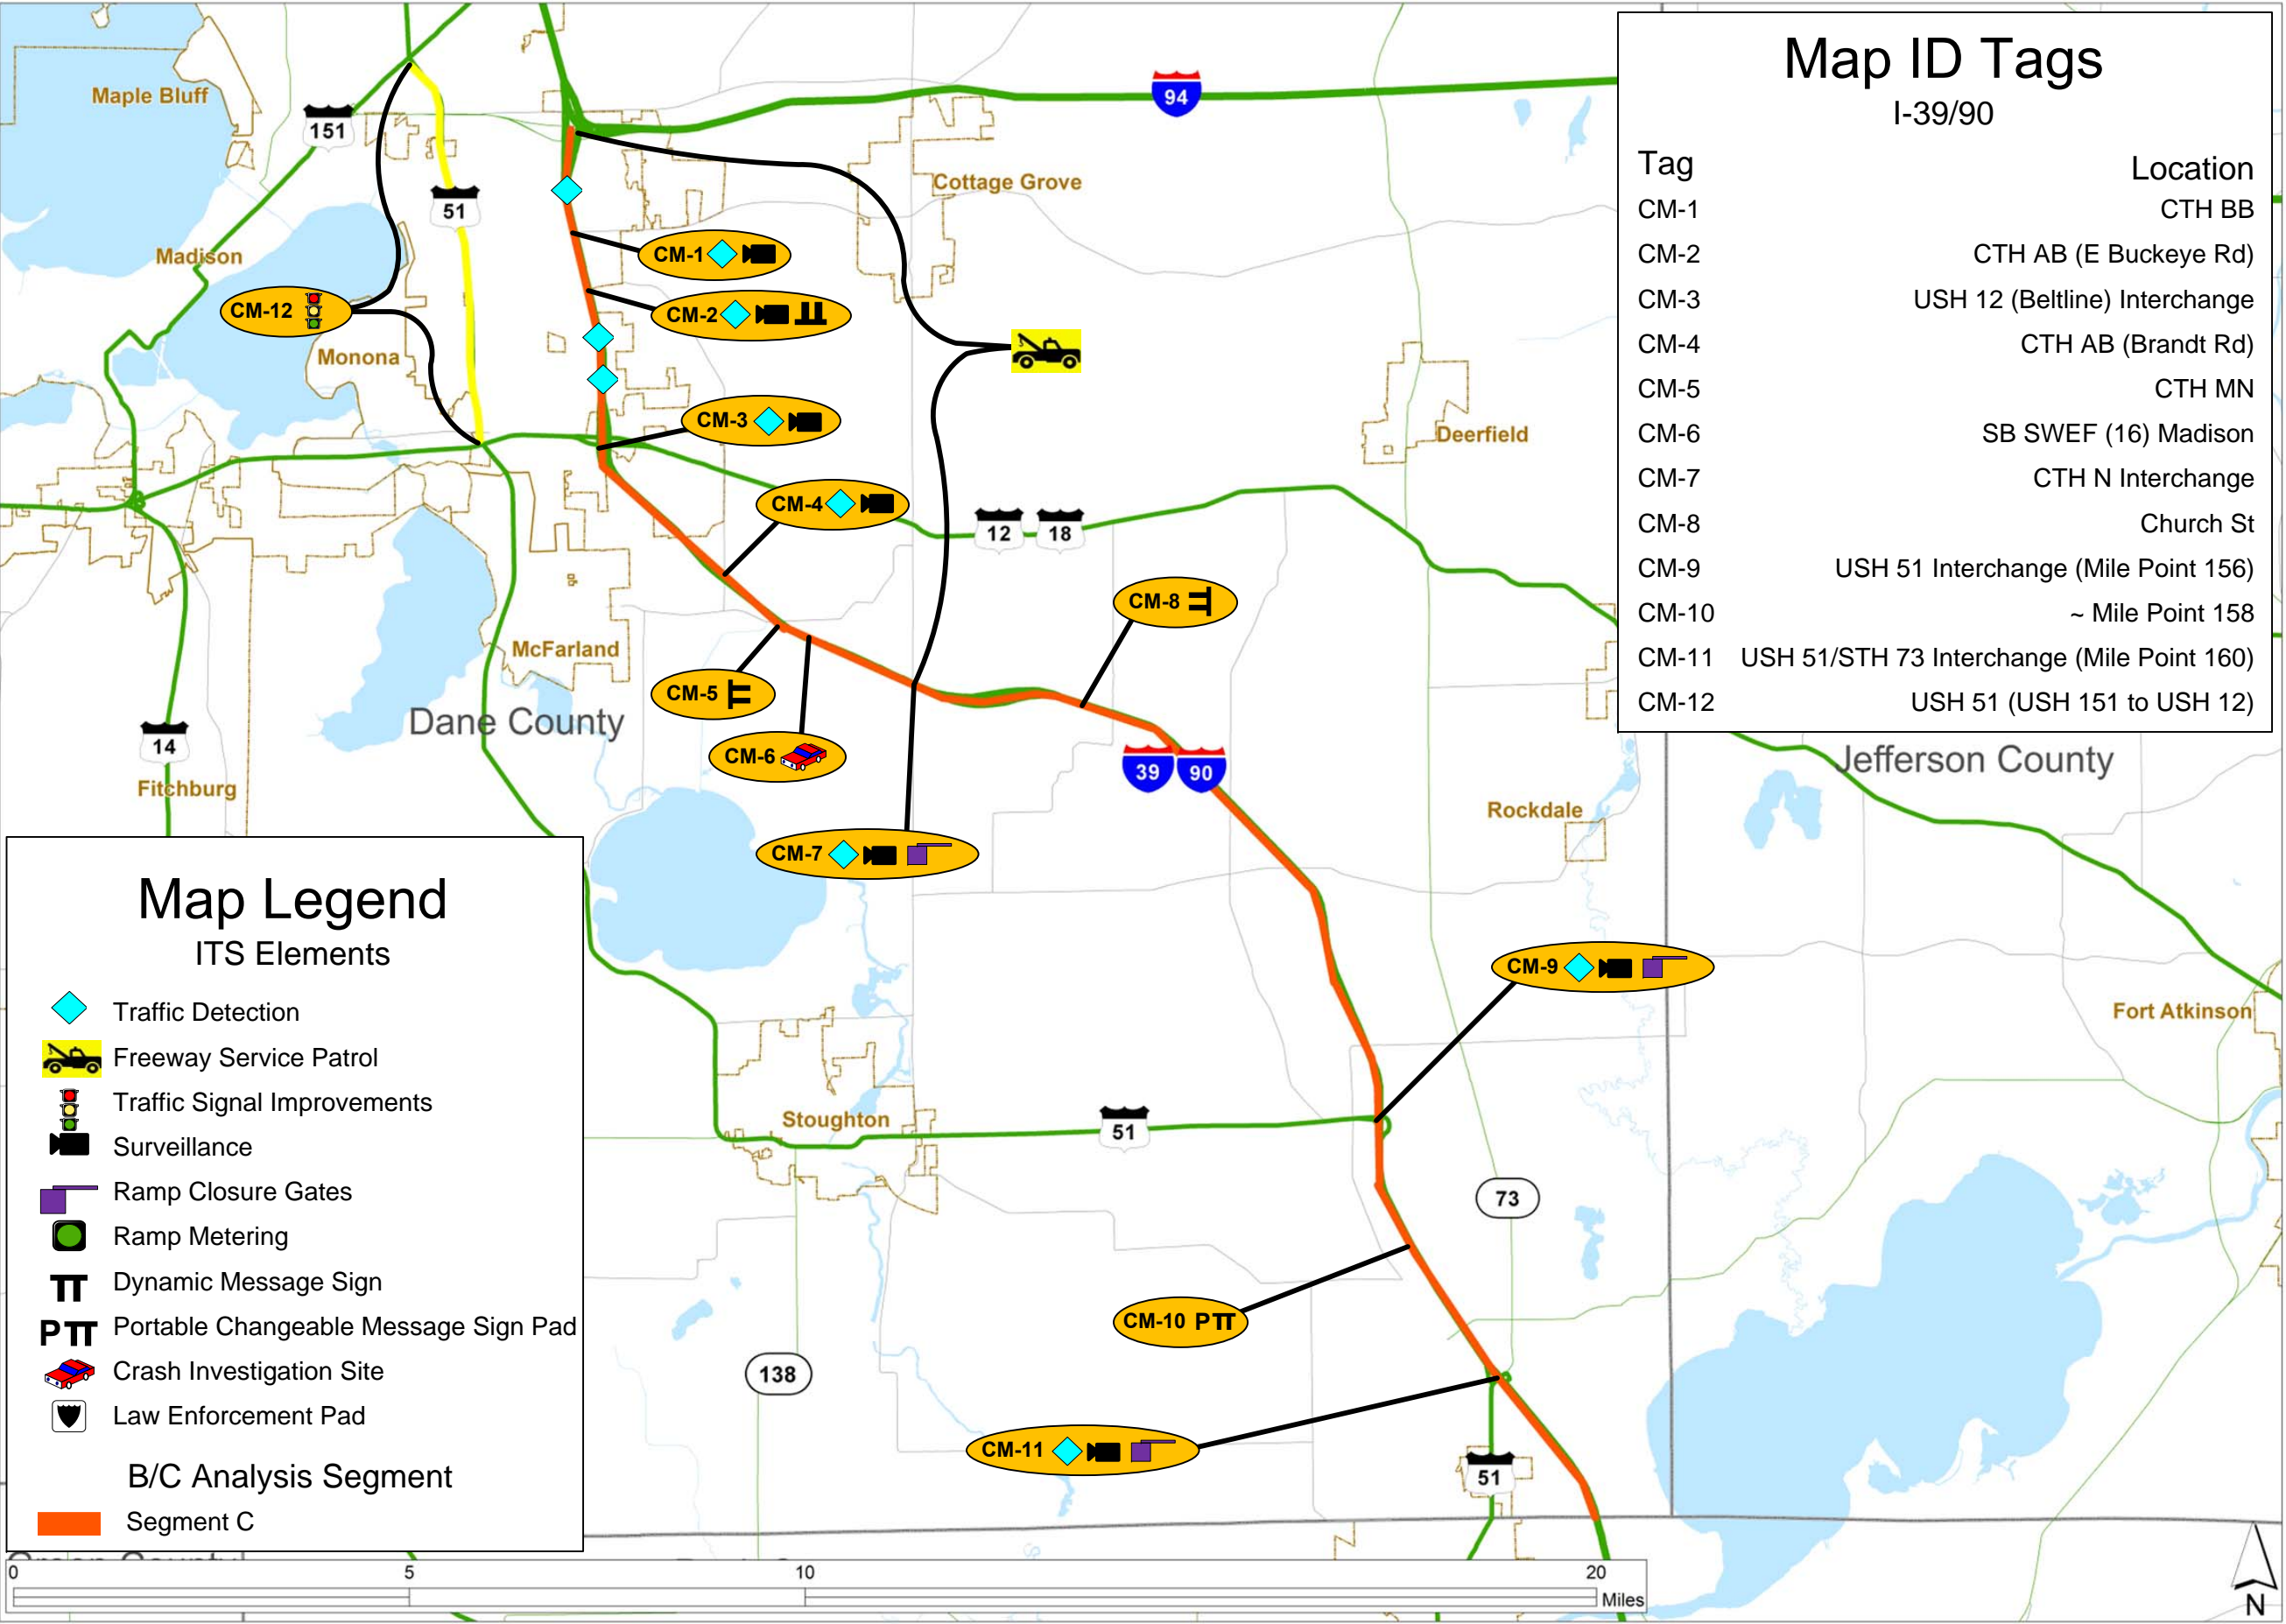 Map ID Tags
I-39/90
Tag Location
CM-1 CTH BB
CM-2 CTH AB (E Buckeye Rd)
CM-3 USH 12 (Beltline) Interchange
CM-4 CTH AB (Brandt Rd)
CM-5 CTH MN
CM-6 SB SWEF (16) Madison
CM-7 CTH N Interchange
CM-8 Church St
CM-9 USH 51 Interchange (Mile Point 156)
CM-10 ~ Mile Point 158
CM-11 USH 51/STH 73 Interchange (Mile Point 160)
CM-12 USH 51 (USH 151 to USH 12)
Maple Bluff
151
94
Cottage Grove
51
Madison
CM-1
CM-12
CM-2
Monona
CM-3
Deerfield
CM-4
12 18
CM-8
McFarland
CM-5
Dane County
14
CM-6
39 90
Jefferson County
Fitchburg
Rockdale
CM-7
CM-9
Fort Atkinson
Stoughton
51
73
CM-10 P
138
CM-11
51
Map Legend
ITS Elements
Traffic Detection
Freeway Service Patrol
Traffic Signal Improvements
Surveillance
Ramp Closure Gates
Ramp Metering
Dynamic Message Sign
P Portable Changeable Message Sign Pad
Crash Investigation Site
Law Enforcement Pad
B/C Analysis Segment
Segment C
0 5 10 20
Miles
N